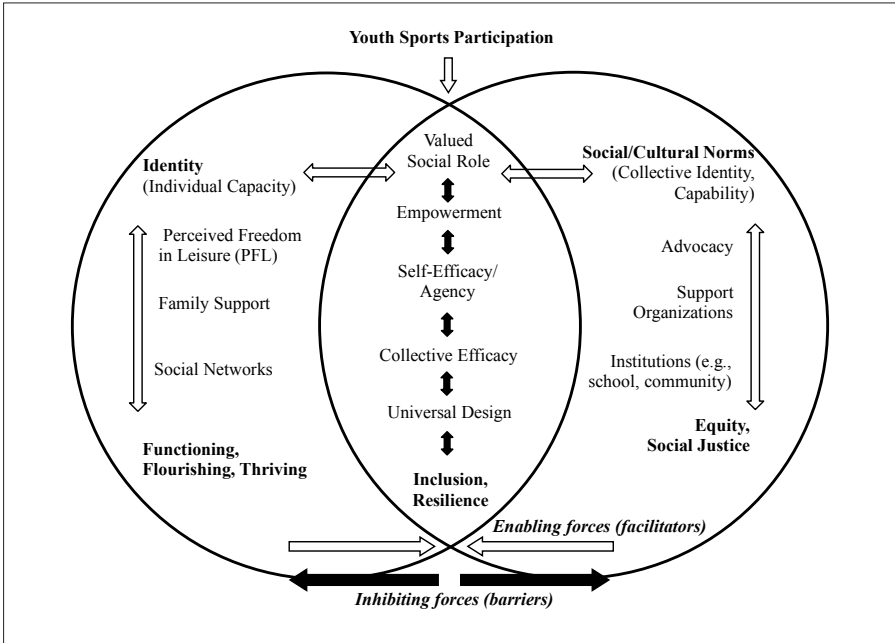 Youth Sports Participation
Identity
(Individual Capacity)
Perceived Freedom
in Leisure (PFL)
Family Support
Social Networks
Functioning,
Flourishing, Thriving
Valued
Social Role
Empowerment
Self-Efficacy/
Agency
Collective Efficacy
Universal Design
Inclusion,
Resilience
Social/Cultural Norms
(Collective Identity,
Capability)
Advocacy
Support
Organizations
Institutions (e.g.,
school, community)
Equity,
Social Justice
Enabling forces (facilitators)
Inhibiting forces (barriers)